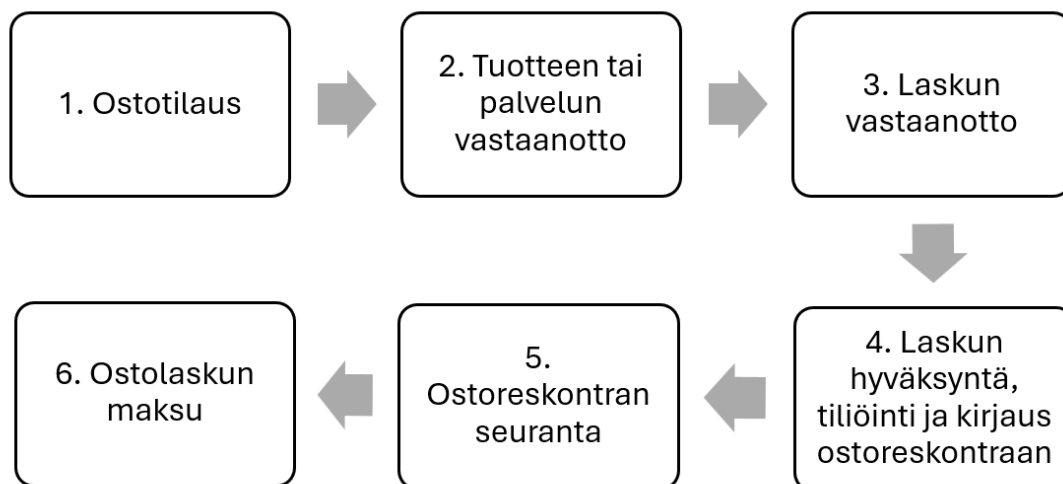 1. Ostotilaus
2. Tuotteen tai
palvelun
vastaanotto
3. Laskun
vastaanotto
4. Laskun
hyväksyntä,
tiliöinti ja kirjaus
ostoreskontraan
5.
Ostoreskontran
seuranta
6. Ostolaskun
maksu